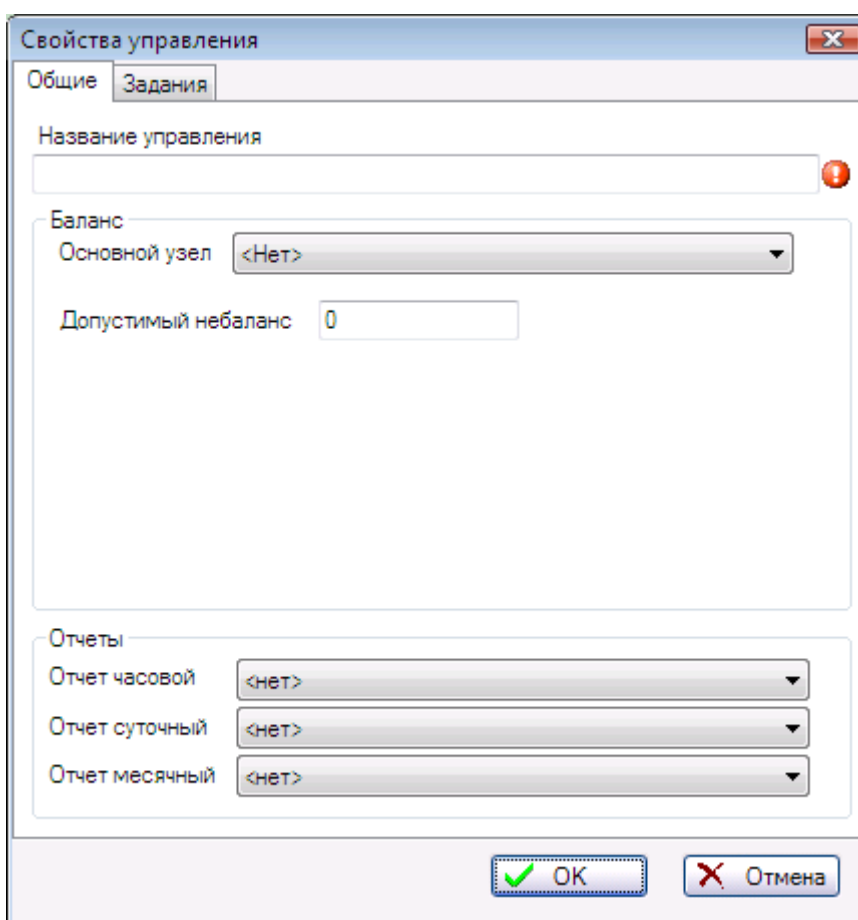 Свойства управления
Общие Задания
Название управления
Баланс
Основной узел <Нет>
Допустимый небаланс 0
Отчеты
Отчет часовой <нет>
Отчет суточный <нет>
Отчет месячный <нет>
OK Отмена